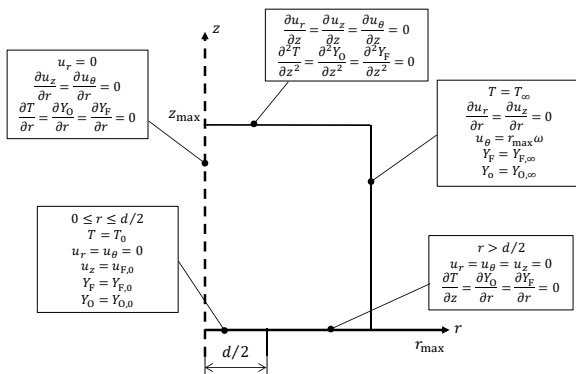 z
∂u_r/∂z = ∂u_z/∂z = ∂u_θ/∂z = 0
∂²T/∂z² = ∂²Y_O/∂z² = ∂²Y_F/∂z² = 0
u_r = 0
∂u_z/∂r = ∂u_θ/∂r = 0
∂T/∂r = ∂Y_O/∂r = ∂Y_F/∂r = 0
z_max
T = T_∞
∂u_r/∂r = ∂u_z/∂r = 0
u_θ = r_max ω
Y_F = Y_F,∞
Y_O = Y_O,∞
0 ≤ r ≤ d/2
T = T_0
u_r = u_θ = 0
u_z = u_F,0
Y_F = Y_F,0
Y_O = Y_O,0
r > d/2
u_r = u_θ = u_z = 0
∂T/∂z = ∂Y_O/∂r = ∂Y_F/∂r = 0
r
r_max
d/2